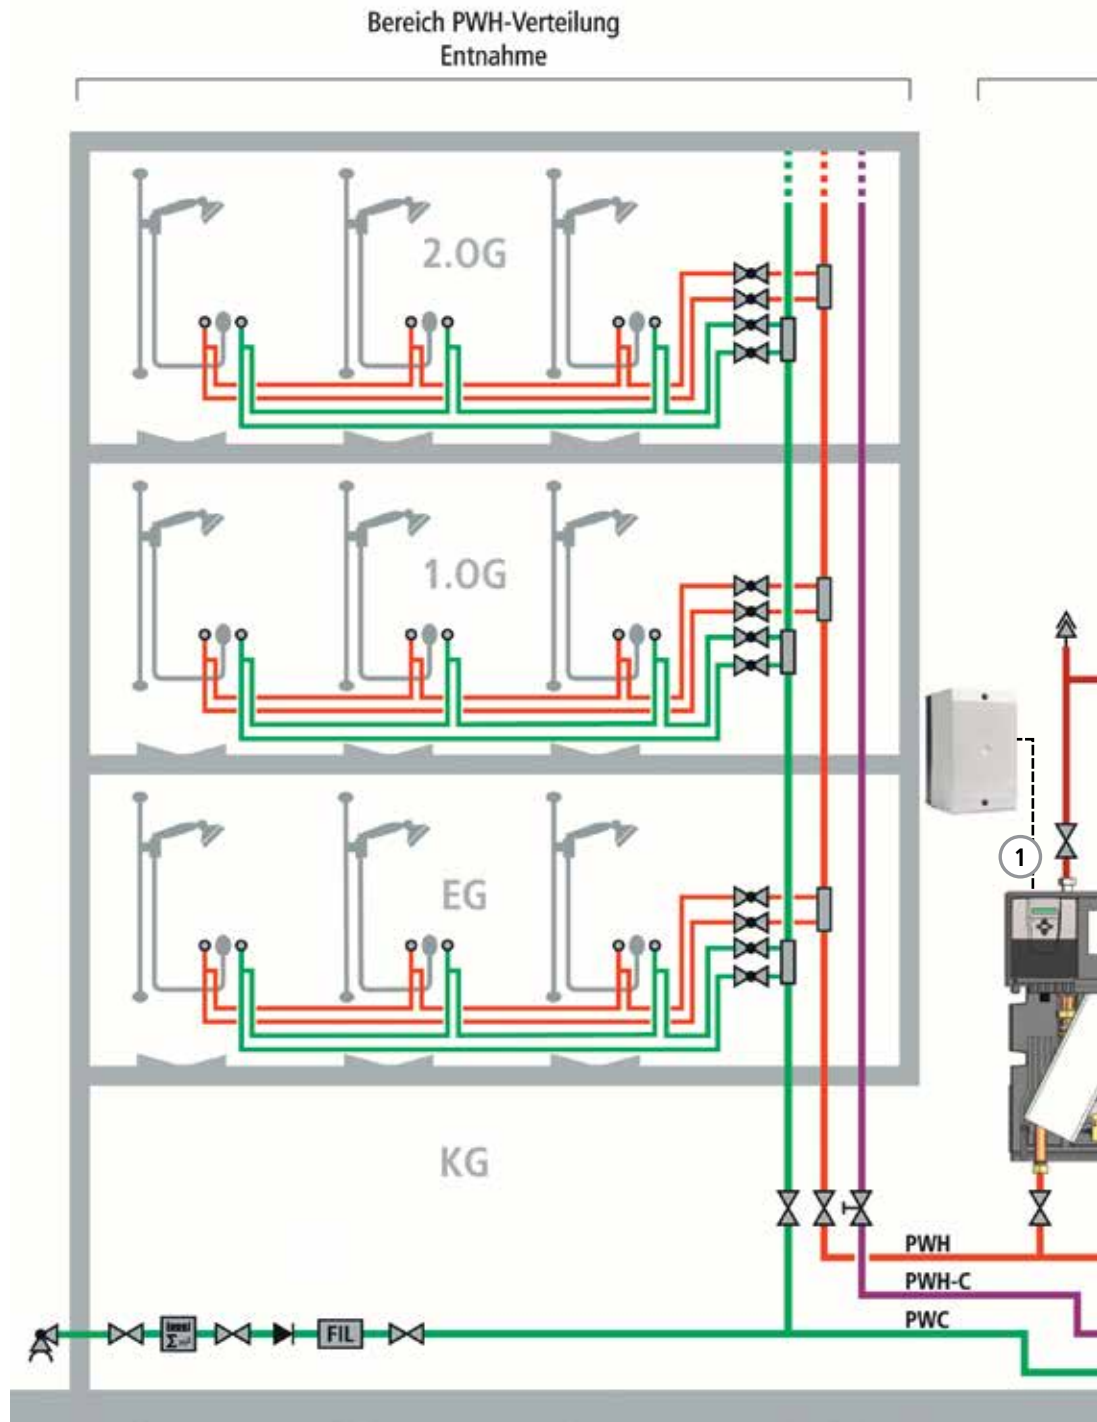 Bereich PWH-Verteilung
Entnahme
2.OG
1.OG
1
EG
KG
PWH
PWH-C
PWC
FIL